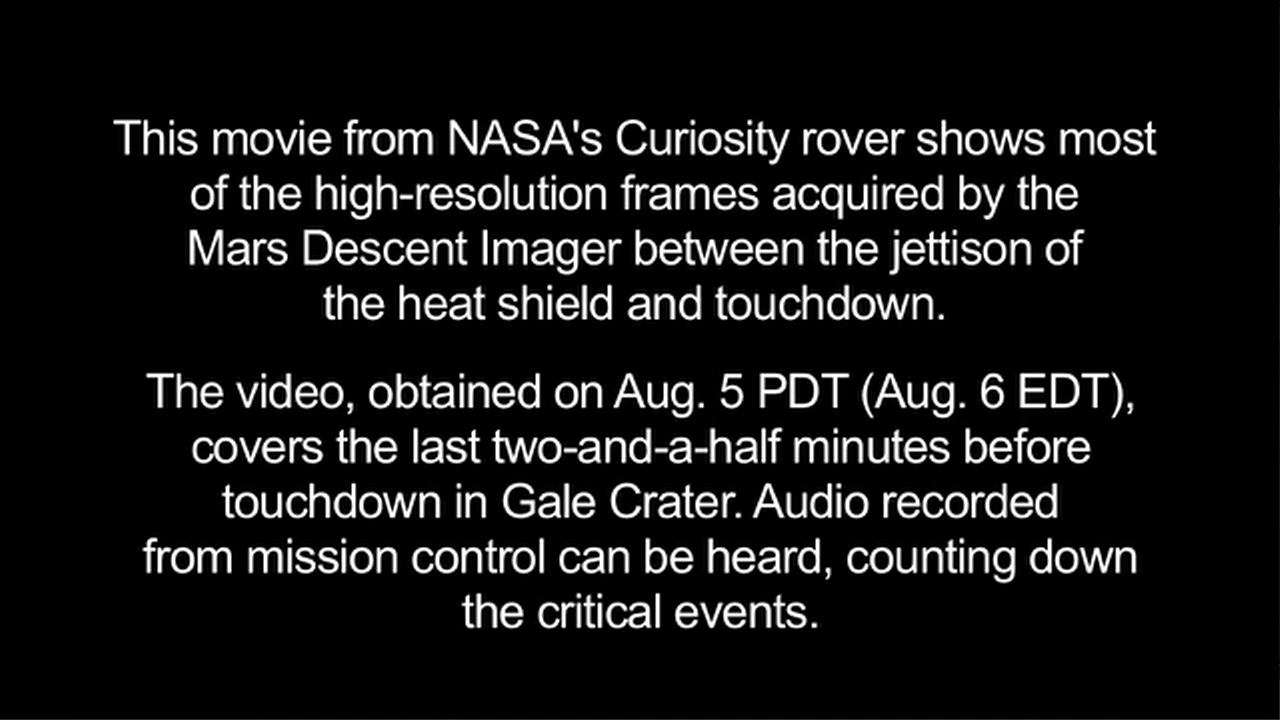 This movie from NASA's Curiosity rover shows most
of the high-resolution frames acquired by the
Mars Descent Imager between the jettison of
the heat shield and touchdown.
The video, obtained on Aug. 5 PDT (Aug. 6 EDT),
covers the last two-and-a-half minutes before
touchdown in Gale Crater. Audio recorded
from mission control can be heard, counting down
the critical events.